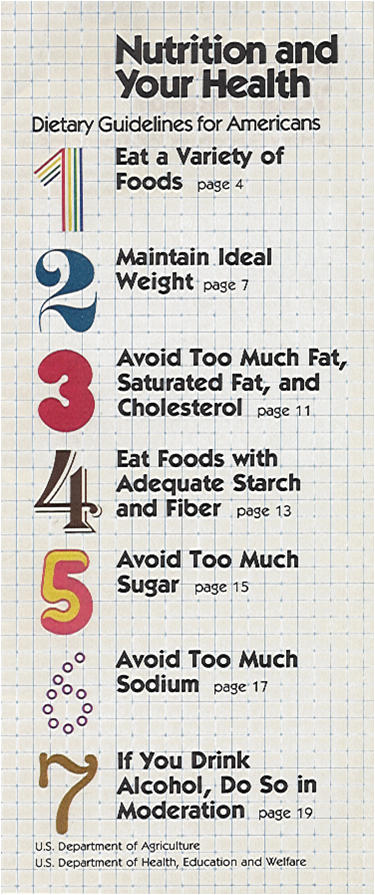 Nutrition and
Your Health
Dietary Guidelines for Americans
1 Eat a Variety of
Foods page 4
2 Maintain Ideal
Weight page 7
3 Avoid Too Much Fat,
Saturated Fat, and
Cholesterol page 11
4 Eat Foods with
Adequate Starch
and Fiber page 13
5 Avoid Too Much
Sugar page 15
6 Avoid Too Much
Sodium page 17
7 If You Drink
Alcohol, Do So in
Moderation page 19
U.S. Department of Agriculture
U.S. Department of Health, Education and Welfare